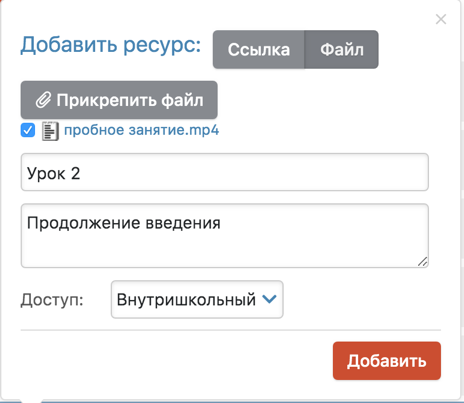 Добавить ресурс: Ссылка Файл
Прикрепить файл
пробное занятие.mp4
Урок 2
Продолжение введения
Доступ: Внутришкольный
Добавить